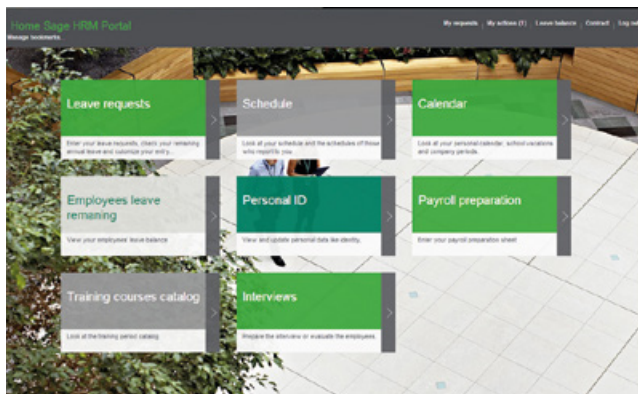 Home Sage HRM Portal
My requests My actions (1) Leave balance Contract Log out
Manage bookmarks
Leave requests
Schedule
Calendar
Enter your leave requests, check your remaining
annual leave and your entry...
Look at your schedule and the schedules of those
who report to you
Look at your personal calendar, school vacations
and company periods.
Employees leave
remaning
Personal ID
Payroll preparation
View your employees leave balance
View and update personal data like identity,
Enter your payroll preparation sheet
Training courses catalog
Interviews
Look at the training period catalog
Prepare the interview or evaluate the employees.